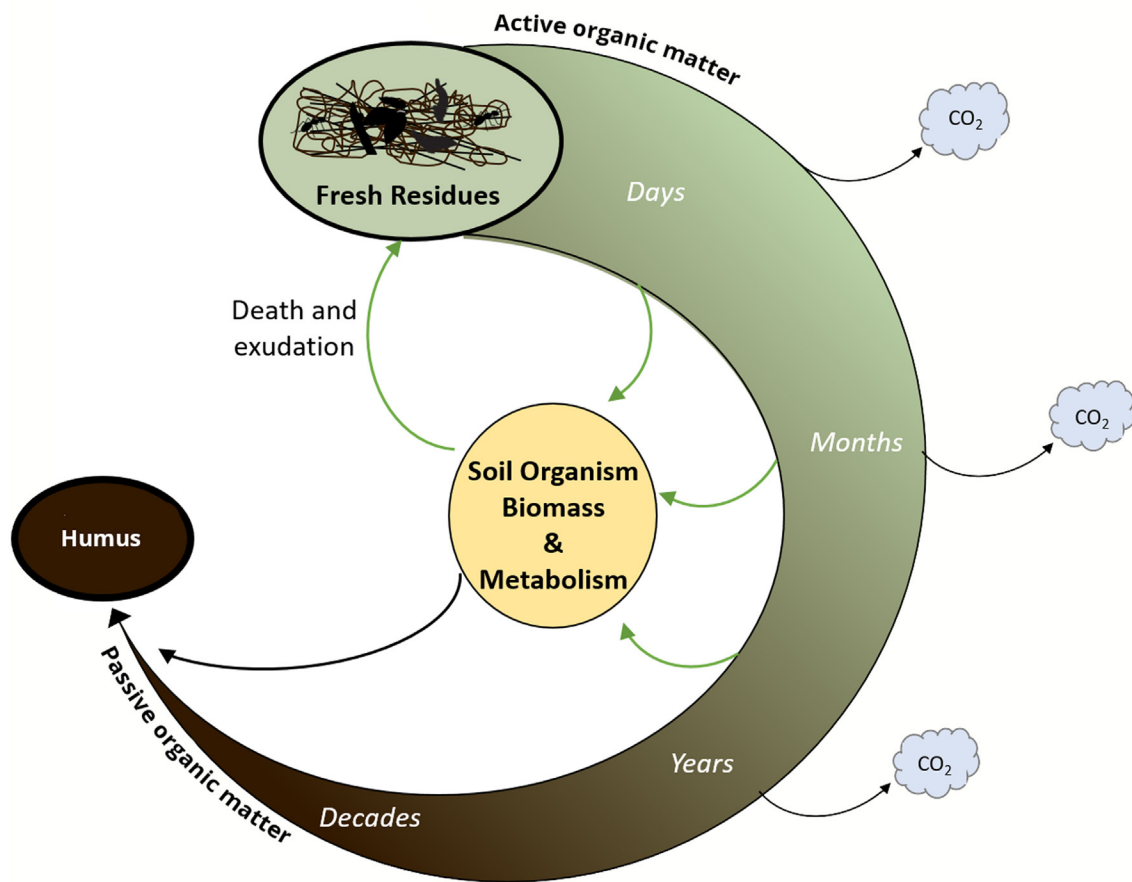 Active organic matter
CO₂
Fresh Residues
Days
Death and
exudation
CO₂
Months
Soil Organism
Biomass
&
Metabolism
Humus
Passive organic matter
Years
CO₂
Decades